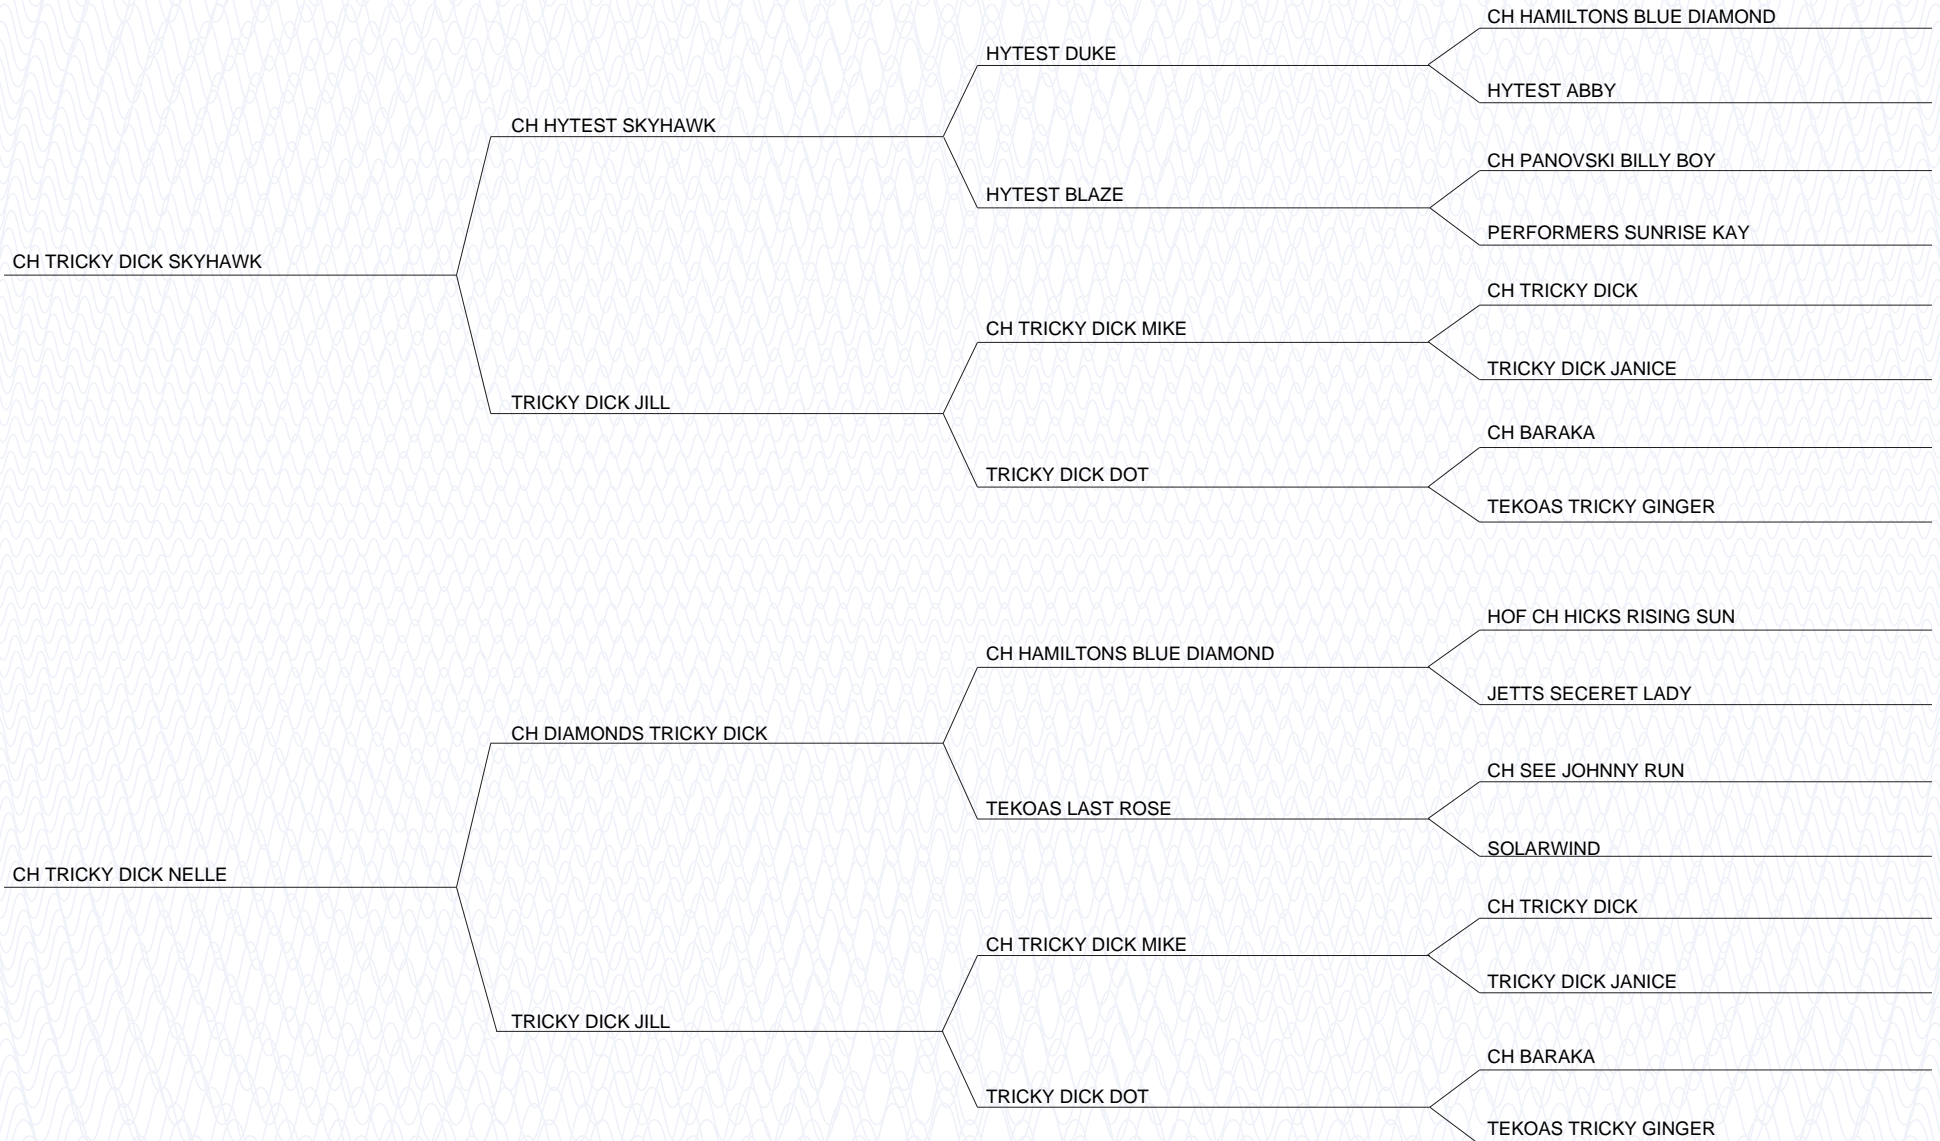 CH HAMILTONS BLUE DIAMOND
HYTEST DUKE
HYTEST ABBY
CH HYTEST SKYHAWK
CH PANOVSKI BILLY BOY
HYTEST BLAZE
PERFORMERS SUNRISE KAY
CH TRICKY DICK SKYHAWK
CH TRICKY DICK
CH TRICKY DICK MIKE
TRICKY DICK JANICE
TRICKY DICK JILL
CH BARAKA
TRICKY DICK DOT
TEKOAS TRICKY GINGER
HOF CH HICKS RISING SUN
CH HAMILTONS BLUE DIAMOND
JETTS SECERET LADY
CH DIAMONDS TRICKY DICK
CH SEE JOHNNY RUN
TEKOAS LAST ROSE
SOLARWIND
CH TRICKY DICK NELLE
CH TRICKY DICK
CH TRICKY DICK MIKE
TRICKY DICK JANICE
TRICKY DICK JILL
CH BARAKA
TRICKY DICK DOT
TEKOAS TRICKY GINGER